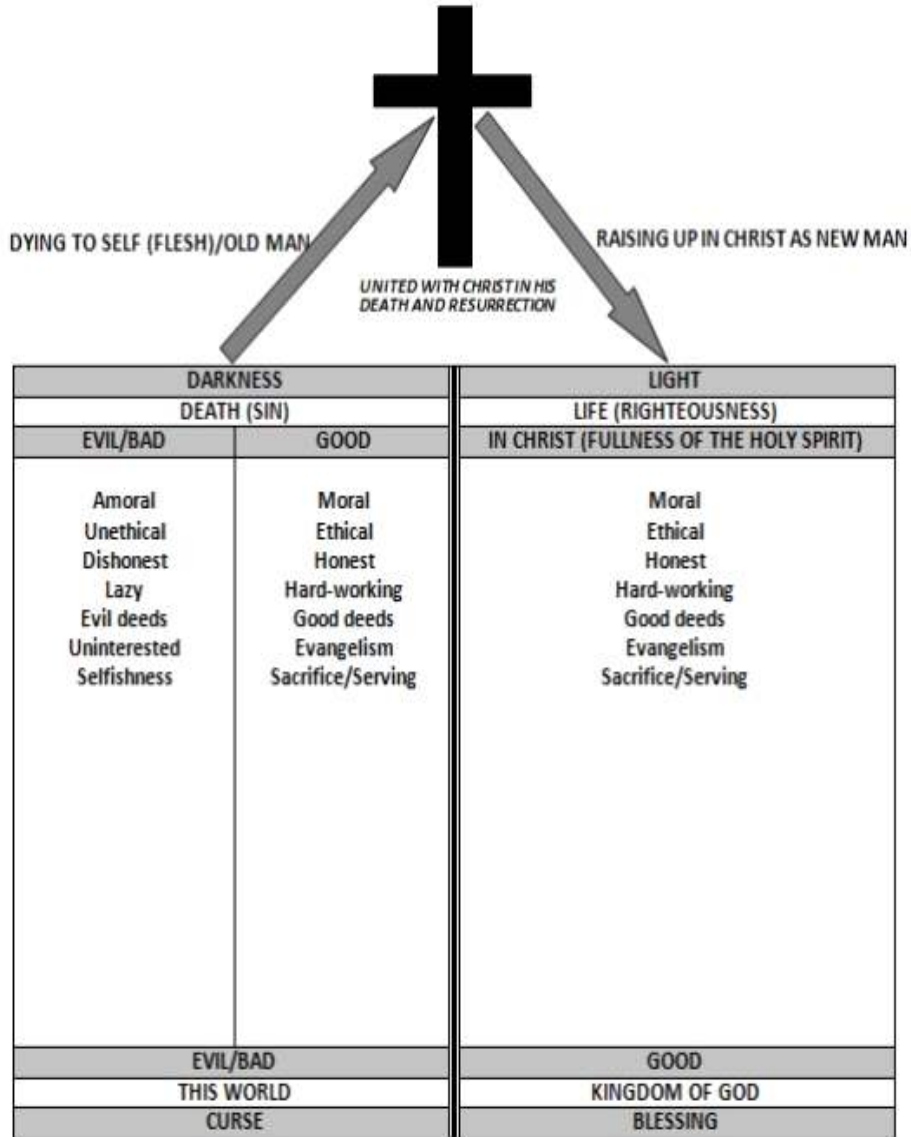 DYING TO SELF (FLESH)/OLD MAN
RAISING UP IN CHRIST AS NEW MAN
UNITED WITH CHRIST IN HIS
DEATH AND RESURRECTION
DARKNESS
DEATH (SIN)
EVIL/BAD
GOOD
Amoral
Unethical
Dishonest
Lazy
Evil deeds
Uninterested
Selfishness
Moral
Ethical
Honest
Hard-working
Good deeds
Evangelism
Sacrifice/Serving
EVIL/BAD
THIS WORLD
CURSE
LIGHT
LIFE (RIGHTEOUSNESS)
IN CHRIST (FULLNESS OF THE HOLY SPIRIT)
Moral
Ethical
Honest
Hard-working
Good deeds
Evangelism
Sacrifice/Serving
GOOD
KINGDOM OF GOD
BLESSING